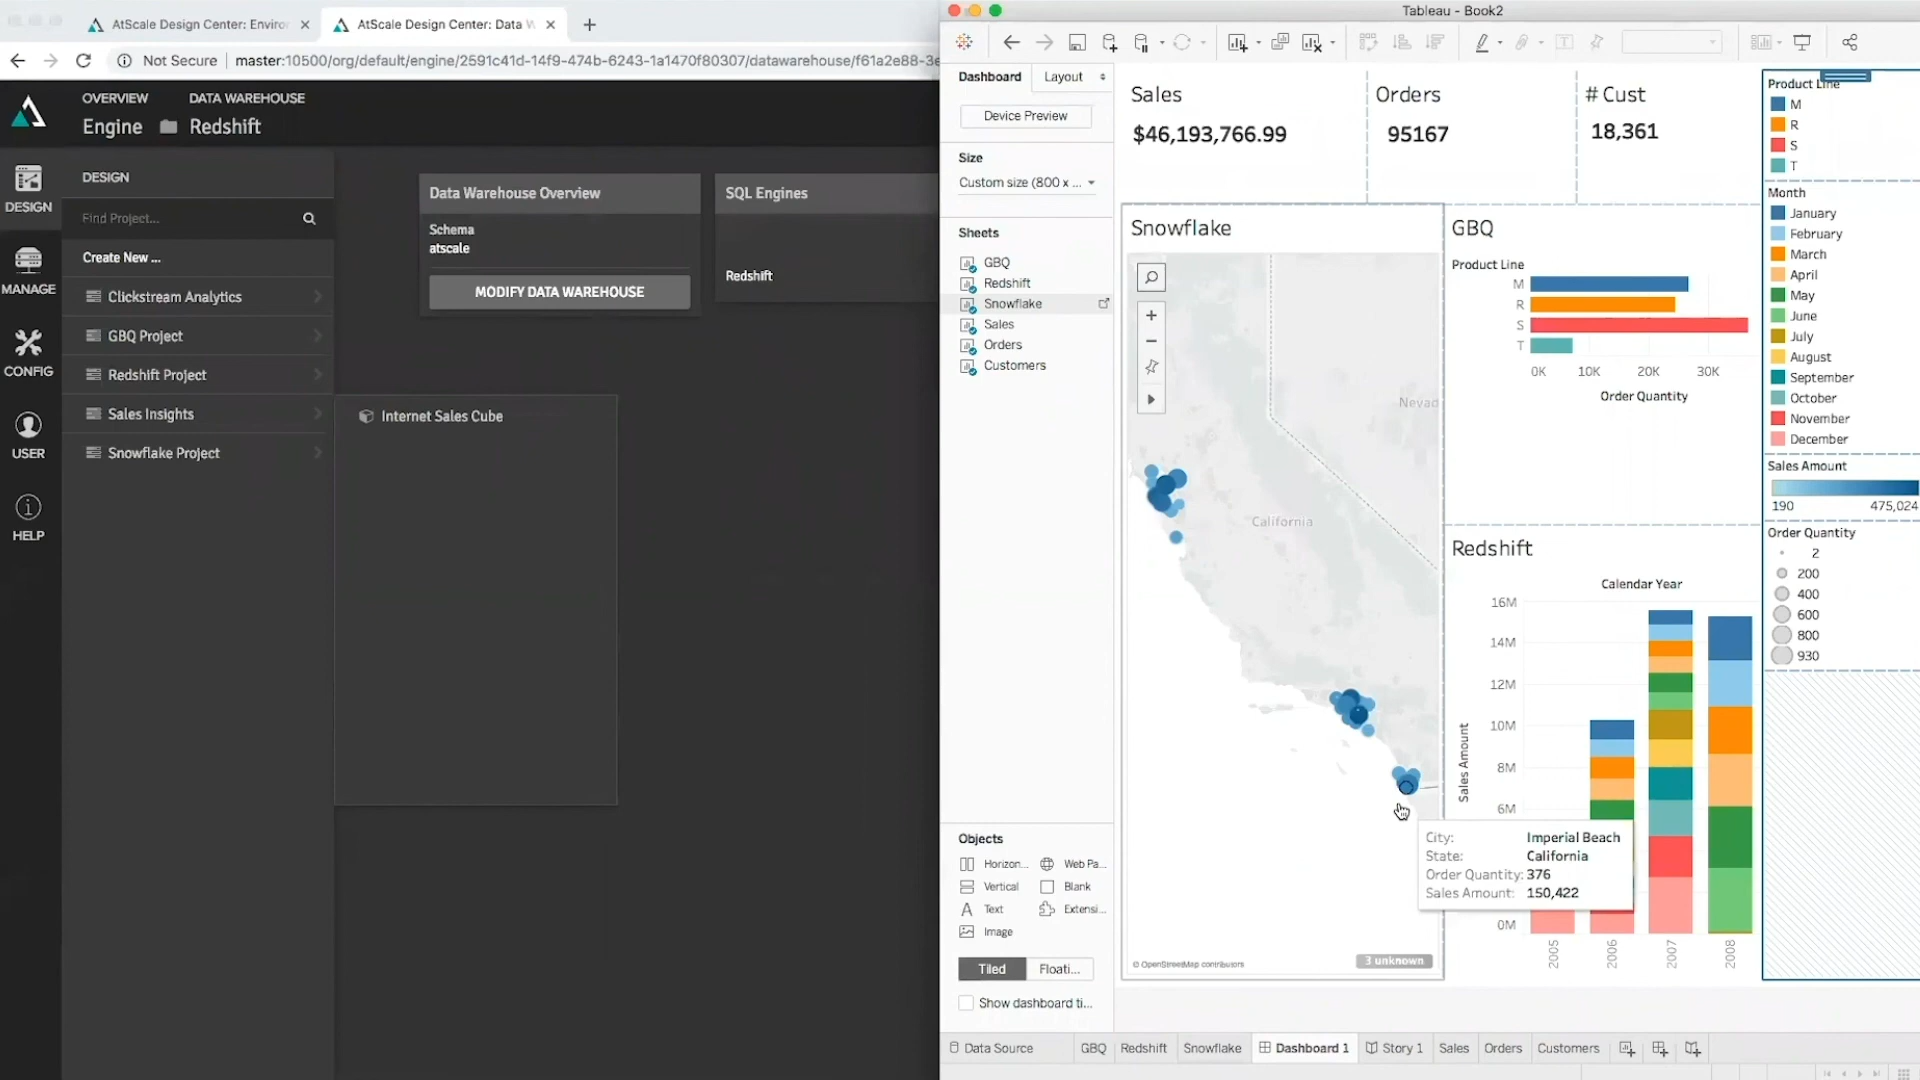 AtScale Design Center: Enviro
AtScale Design Center: Data W
Not Secure
master:10500/org/default/engine/2591c41d-14f9-474b-6243-1a1470f80307/datawarehouse/f61a2e88-3e
OVERVIEW
Engine
DATA WAREHOUSE
Redshift
DESIGN
MANAGE
CONFIG
USER
HELP
DESIGN
Find Project...
Create New ...
Clickstream Analytics
GBQ Project
Redshift Project
Sales Insights
Snowflake Project
Internet Sales Cube
Data Warehouse Overview
Schema
atscale
MODIFY DATA WAREHOUSE
SQL Engines
Redshift
Tableau - Book2
Dashboard
Layout
Device Preview
Size
Custom size (800 x ...
Sheets
GBQ
Redshift
Snowflake
Sales
Orders
Customers
Objects
Horizon...
Web Pa...
Vertical
Blank
Text
Extensi...
Image
Tiled
Floati...
Show dashboard ti...
Sales
$46,193,766.99
Orders
95167
# Cust
18,361
Snowflake
Nevad
California
© OpenStreetMap contributors
3 unknown
GBQ
Product Line
M
R
S
T
0K
10K
20K
30K
Order Quantity
Redshift
Calendar Year
16M
14M
12M
10M
8M
6M
0M
Sales Amount
2005
2006
2007
2008
City: Imperial Beach
State: California
Order Quantity: 376
Sales Amount: 150,422
Product Line
M
R
S
T
Month
January
February
March
April
May
June
July
August
September
October
November
December
Sales Amount
190
475,024
Order Quantity
2
200
400
600
800
930
Data Source
GBQ
Redshift
Snowflake
Dashboard 1
Story 1
Sales
Orders
Customers